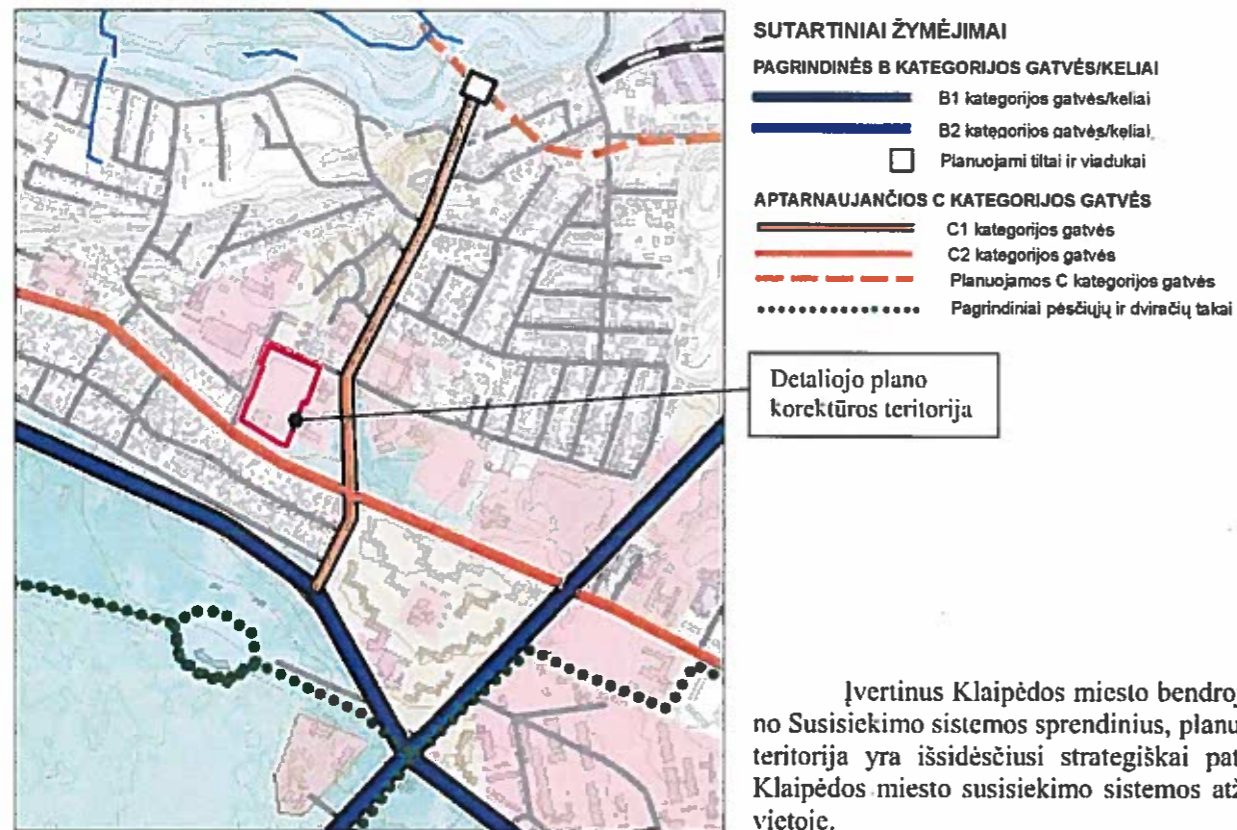 SUTARTINIAI ŽYMĖJIMAI
PAGRINDINĖS B KATEGORIJOS GATVĖS/KELIAI
B1 kategorijos gatvės/keliai
B2 kategorijos gatvės/keliai
Planuojami tiltai ir viadukai
APTARNAUJANČIOS C KATEGORIJOS GATVĖS
C1 kategorijos gatvės
C2 kategorijos gatvės
Planuojamos C kategorijos gatvės
Pagrindiniai pėsčiųjų ir dviračių takai
Detaliojo plano
korektūros teritorija
Įvertinus Klaipėdos miesto bendroj
no Susisiekimo sistemos sprendinius, planu
teritorija yra išsidėsčiusi strategiškai pat
Klaipėdos miesto susisiekimo sistemos atž
vietoje.